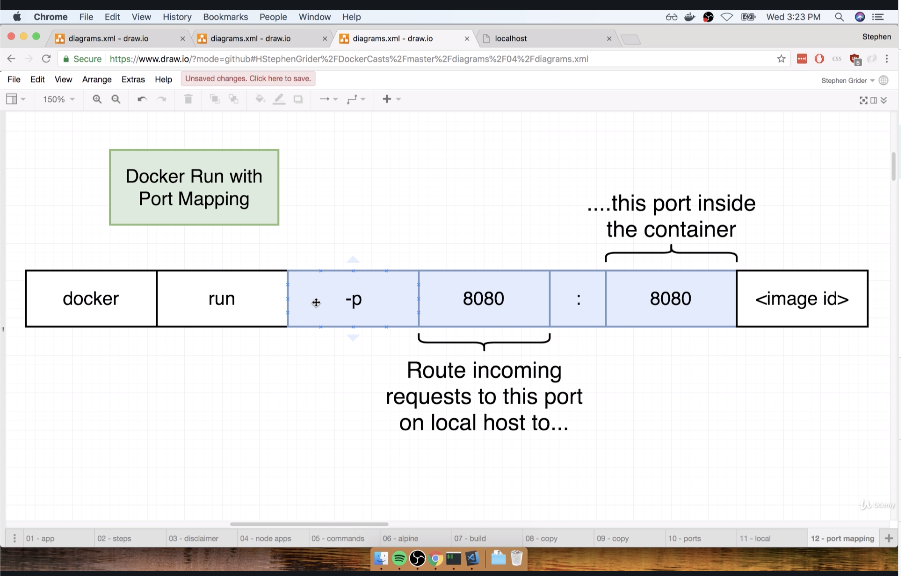 Chrome File Edit View History Bookmarks People Window Help Wed 3:23 PM
diagrams.xml - draw.io diagrams.xml - draw.io diagrams.xml - draw.io localhost Stephen
Secure https://www.draw.io/?mode=github#HStephenGrider%2FDockerCasts%2Fmaster%2Fdiagrams%2F04%2Fdiagrams.xml
File Edit View Arrange Extras Help Unsaved changes. Click here to save. Stephen Grider
150%
Docker Run with
Port Mapping
....this port inside
the container
docker run -p 8080 : 8080 <image id>
Route incoming
requests to this port
on local host to...
Udemy
01 - app 02 - steps 03 - disclaimer 04 - node apps 05 - commands 06 - alpine 07 - build 08 - copy 09 - copy 10 - ports 11 - local 12 - port mapping